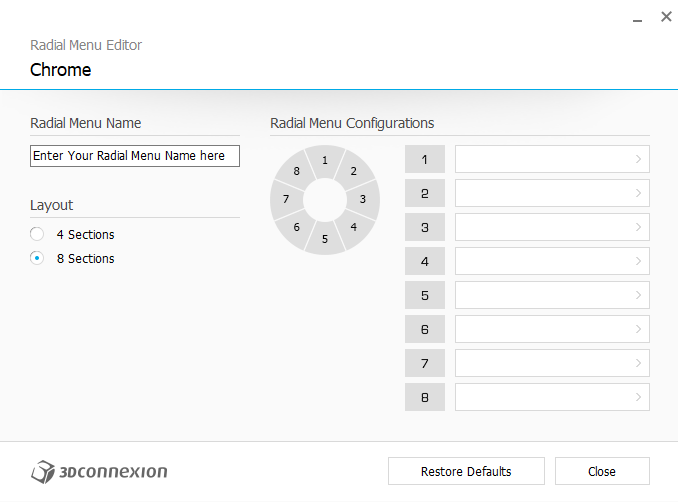 Radial Menu Editor
Chrome
Radial Menu Name
Enter Your Radial Menu Name here
Layout
4 Sections
8 Sections
Radial Menu Configurations
1
2
3
4
5
6
7
8
1
2
3
4
5
6
7
8
3Dconnexion
Restore Defaults
Close